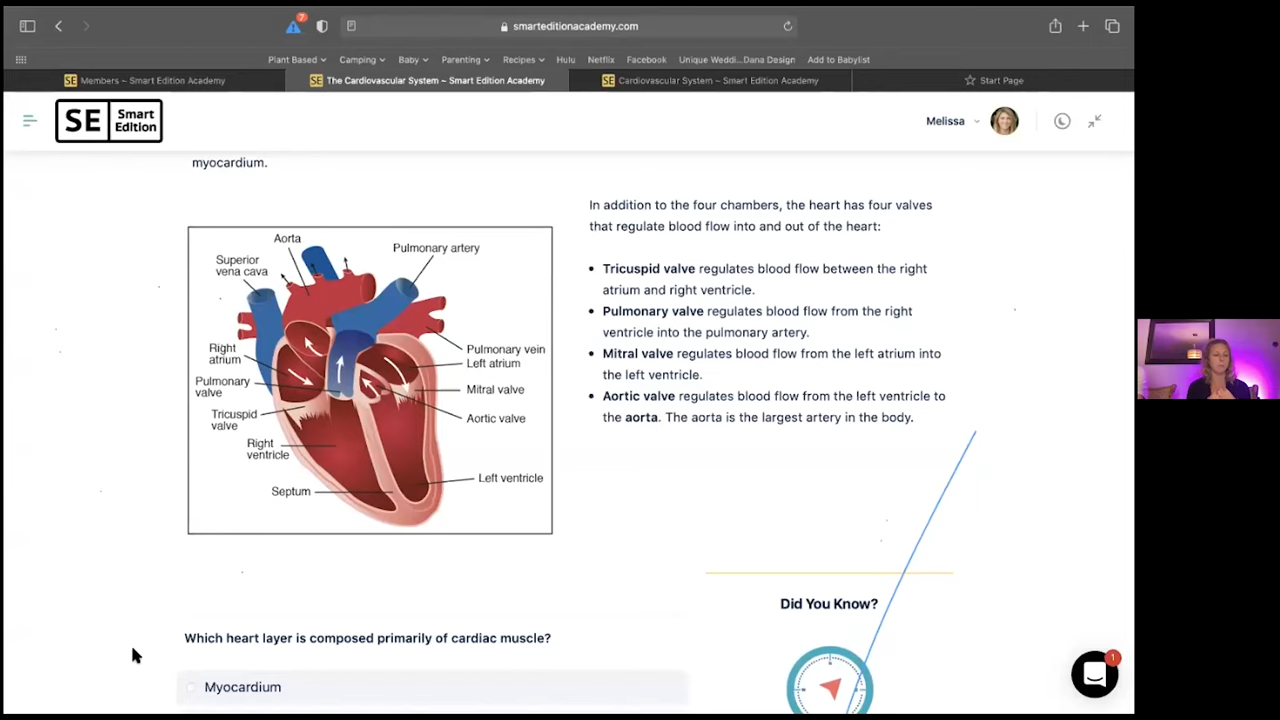 7
smarteditionacademy.com
Plant Based Camping Baby Parenting Recipes Hulu Netflix Facebook Unique Weddi...Dana Design Add to Babylist
SE Members ~ Smart Edition Academy
SE The Cardiovascular System ~ Smart Edition Academy
SE Cardiovascular System ~ Smart Edition Academy
Start Page
SE Smart
Edition
Melissa
myocardium.
Aorta
Pulmonary artery
Superior
vena cava
Right
atrium
Pulmonary
valve
Tricuspid
valve
Right
ventricle
Septum
Pulmonary vein
Left atrium
Mitral valve
Aortic valve
Left ventricle
In addition to the four chambers, the heart has four valves
that regulate blood flow into and out of the heart:
• Tricuspid valve regulates blood flow between the right
atrium and right ventricle.
• Pulmonary valve regulates blood flow from the right
ventricle into the pulmonary artery.
• Mitral valve regulates blood flow from the left atrium into
the left ventricle.
• Aortic valve regulates blood flow from the left ventricle to
the aorta. The aorta is the largest artery in the body.
Did You Know?
Which heart layer is composed primarily of cardiac muscle?
Myocardium
1